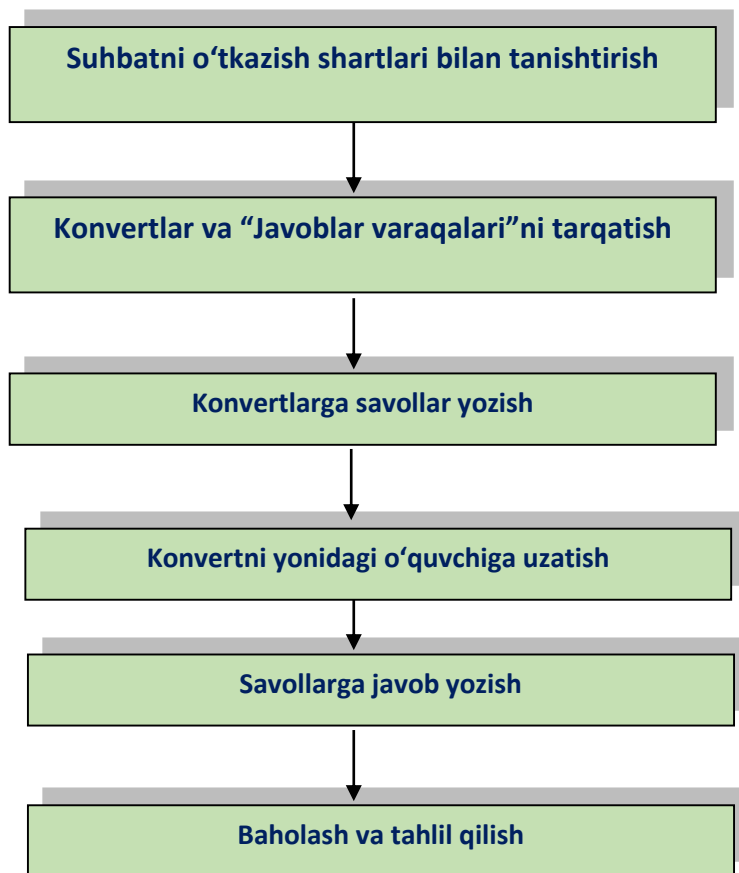 Suhbatni o‘tkazish shartlari bilan tanishtirish
Konvertlar va “Javoblar varaqalari”ni tarqatish
Konvertlarga savollar yozish
Konvertni yonidagi o‘quvchiga uzatish
Savollarga javob yozish
Baholash va tahlil qilish